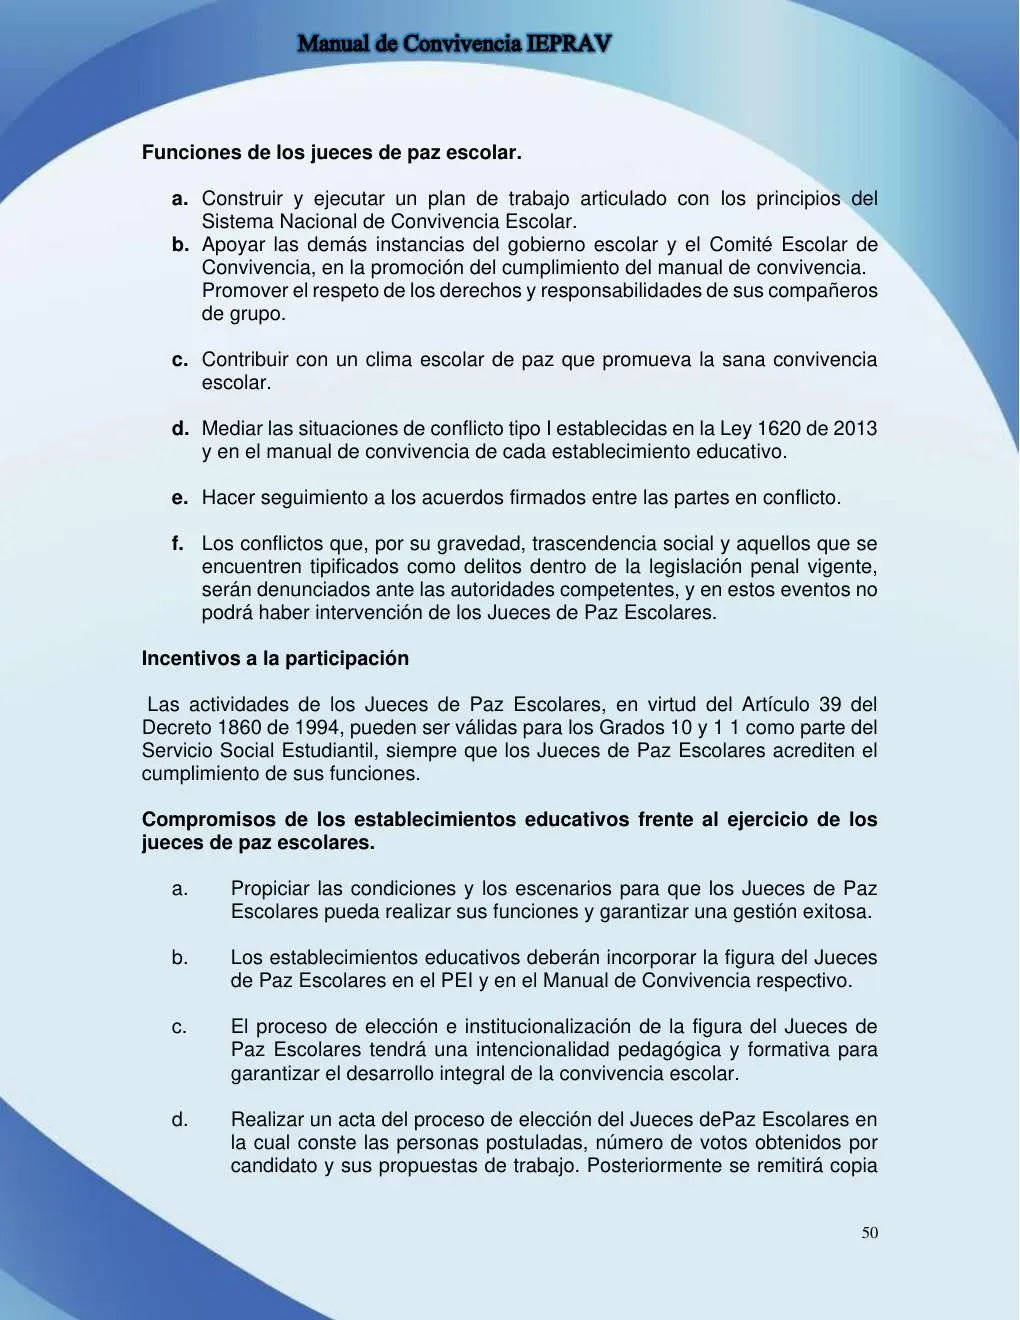 Manual de Convivencia IEPRAV
Funciones de los jueces de paz escolar.
a. Construir y ejecutar un plan de trabajo articulado con los principios del
Sistema Nacional de Convivencia Escolar.
b. Apoyar las demás instancias del gobierno escolar y el Comité Escolar de
Convivencia, en la promoción del cumplimiento del manual de convivencia.
Promover el respeto de los derechos y responsabilidades de sus compañeros
de grupo.
c. Contribuir con un clima escolar de paz que promueva la sana convivencia
escolar.
d. Mediar las situaciones de conflicto tipo I establecidas en la Ley 1620 de 2013
y en el manual de convivencia de cada establecimiento educativo.
e. Hacer seguimiento a los acuerdos firmados entre las partes en conflicto.
f. Los conflictos que, por su gravedad, trascendencia social y aquellos que se
encuentren tipificados como delitos dentro de la legislación penal vigente,
serán denunciados ante las autoridades competentes, y en estos eventos no
podrá haber intervención de los Jueces de Paz Escolares.
Incentivos a la participación
Las actividades de los Jueces de Paz Escolares, en virtud del Artículo 39 del
Decreto 1860 de 1994, pueden ser válidas para los Grados 10 y 1 1 como parte del
Servicio Social Estudiantil, siempre que los Jueces de Paz Escolares acrediten el
cumplimiento de sus funciones.
Compromisos de los establecimientos educativos frente al ejercicio de los
jueces de paz escolares.
a. Propiciar las condiciones y los escenarios para que los Jueces de Paz
Escolares pueda realizar sus funciones y garantizar una gestión exitosa.
b. Los establecimientos educativos deberán incorporar la figura del Jueces
de Paz Escolares en el PEI y en el Manual de Convivencia respectivo.
c. El proceso de elección e institucionalización de la figura del Jueces de
Paz Escolares tendrá una intencionalidad pedagógica y formativa para
garantizar el desarrollo integral de la convivencia escolar.
d. Realizar un acta del proceso de elección del Jueces dePaz Escolares en
la cual conste las personas postuladas, número de votos obtenidos por
candidato y sus propuestas de trabajo. Posteriormente se remitirá copia
50